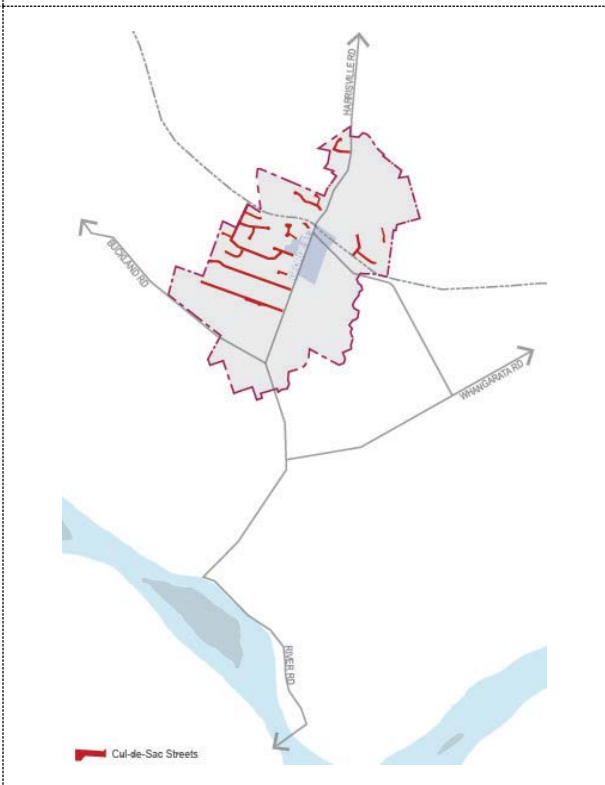 HARRISVILLE RD
BUCKLAND RD
WHANGARATA RD
RIVER RD
Cul-de-Sac Streets